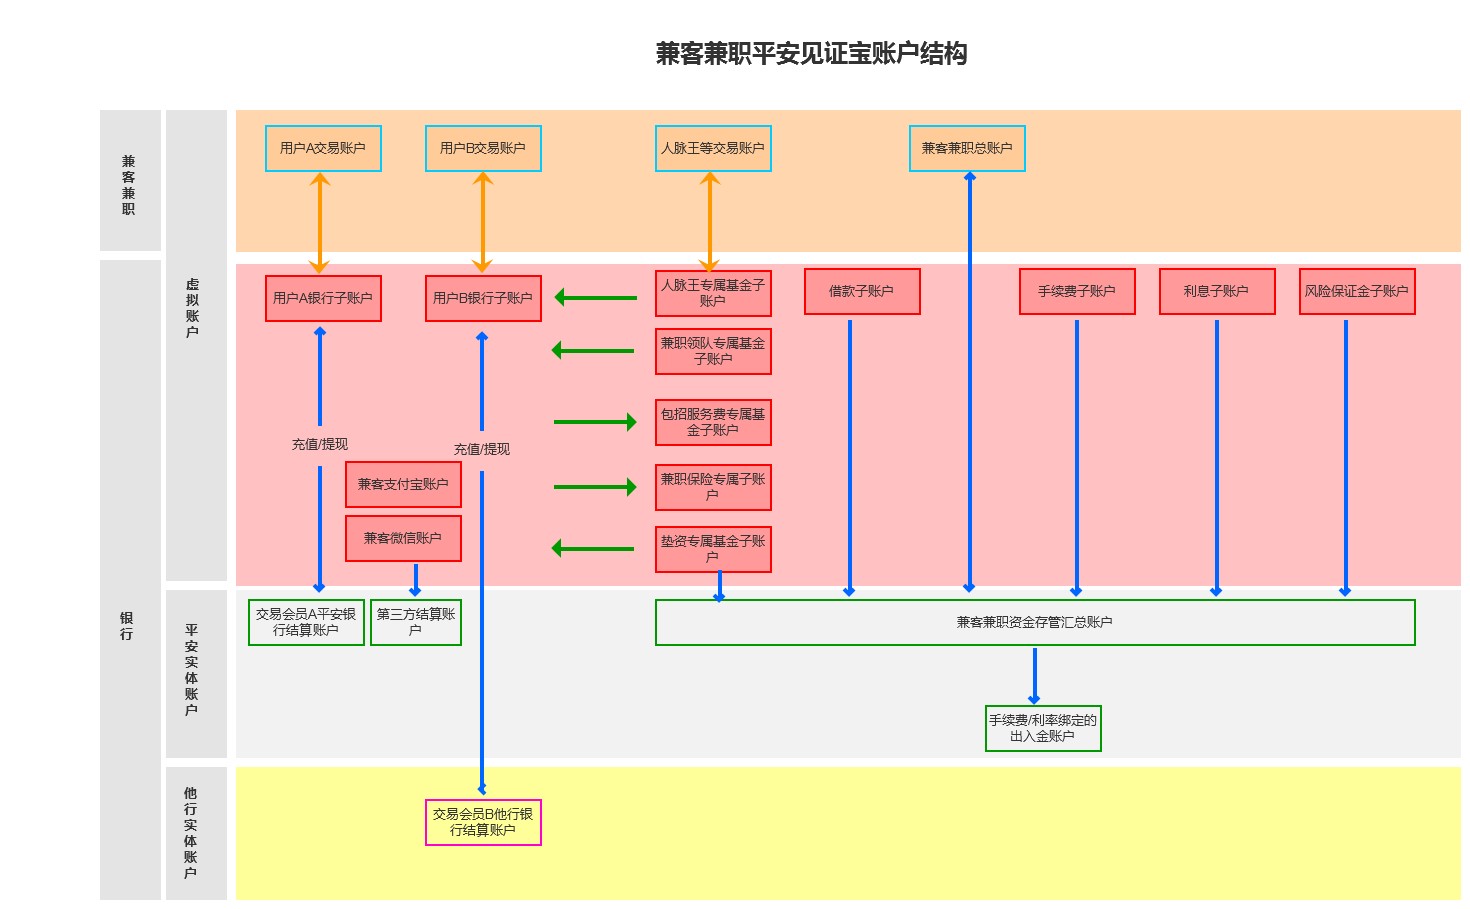 兼客兼职平安见证宝账户结构
兼
客
兼
职
虚
拟
账
户
用户A交易账户
用户B交易账户
人脉王等交易账户
兼客兼职总账户
银
行
用户A银行子账户
用户B银行子账户
人脉王专属基金子
账户
借款子账户
手续费子账户
利息子账户
风险保证金子账户
兼职领队专属基金
子账户
包招服务费专属基
金子账户
充值/提现
充值/提现
兼客支付宝账户
兼职保险专属子账
户
兼客微信账户
垫资专属基金子账
户
平
安
实
体
账
户
交易会员A平安银
行结算账户
第三方结算账
户
兼客兼职资金存管汇总账户
手续费/利率绑定的
出入金账户
他
行
实
体
账
户
交易会员B他行银
行结算账户